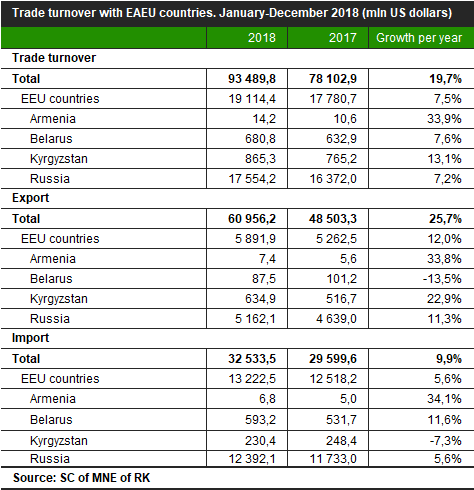 Trade turnover with EAEU countries. January-December 2018 (mln US dollars)
2018 2017 Growth per year
Trade turnover
Total 93 489,8 78 102,9 19,7%
EEU countries 19 114,4 17 780,7 7,5%
Armenia 14,2 10,6 33,9%
Belarus 680,8 632,9 7,6%
Kyrgyzstan 865,3 765,2 13,1%
Russia 17 554,2 16 372,0 7,2%
Export
Total 60 956,2 48 503,3 25,7%
EEU countries 5 891,9 5 262,5 12,0%
Armenia 7,4 5,6 33,8%
Belarus 87,5 101,2 -13,5%
Kyrgyzstan 634,9 516,7 22,9%
Russia 5 162,1 4 639,0 11,3%
Import
Total 32 533,5 29 599,6 9,9%
EEU countries 13 222,5 12 518,2 5,6%
Armenia 6,8 5,0 34,1%
Belarus 593,2 531,7 11,6%
Kyrgyzstan 230,4 248,4 -7,3%
Russia 12 392,1 11 733,0 5,6%
Source: SC of MNE of RK